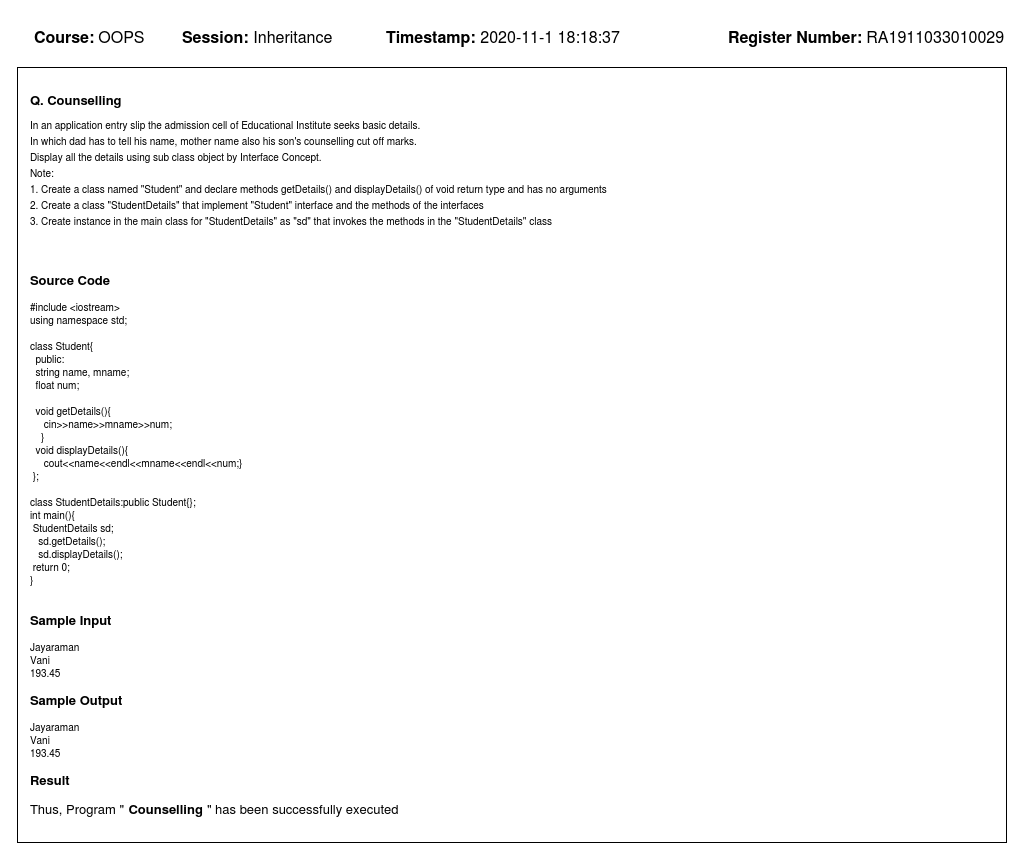 Course: OOPS Session: Inheritance Timestamp: 2020-11-1 18:18:37 Register Number: RA1911033010029
Q. Counselling
In an application entry slip the admission cell of Educational Institute seeks basic details.
In which dad has to tell his name, mother name also his son's counselling cut off marks.
Display all the details using sub class object by Interface Concept.
Note:
1. Create a class named "Student" and declare methods getDetails() and displayDetails() of void return type and has no arguments
2. Create a class "StudentDetails" that implement "Student" interface and the methods of the interfaces
3. Create instance in the main class for "StudentDetails" as "sd" that invokes the methods in the "StudentDetails" class
Source Code
#include <iostream>
using namespace std;
class Student{
public:
string name, mname;
float num;
void getDetails(){
cin>>name>>mname>>num;
}
void displayDetails(){
cout<<name<<endl<<mname<<endl<<num;}
};
class StudentDetails:public Student{};
int main(){
StudentDetails sd;
sd.getDetails();
sd.displayDetails();
return 0;
}
Sample Input
Jayaraman
Vani
193.45
Sample Output
Jayaraman
Vani
193.45
Result
Thus, Program " Counselling " has been successfully executed